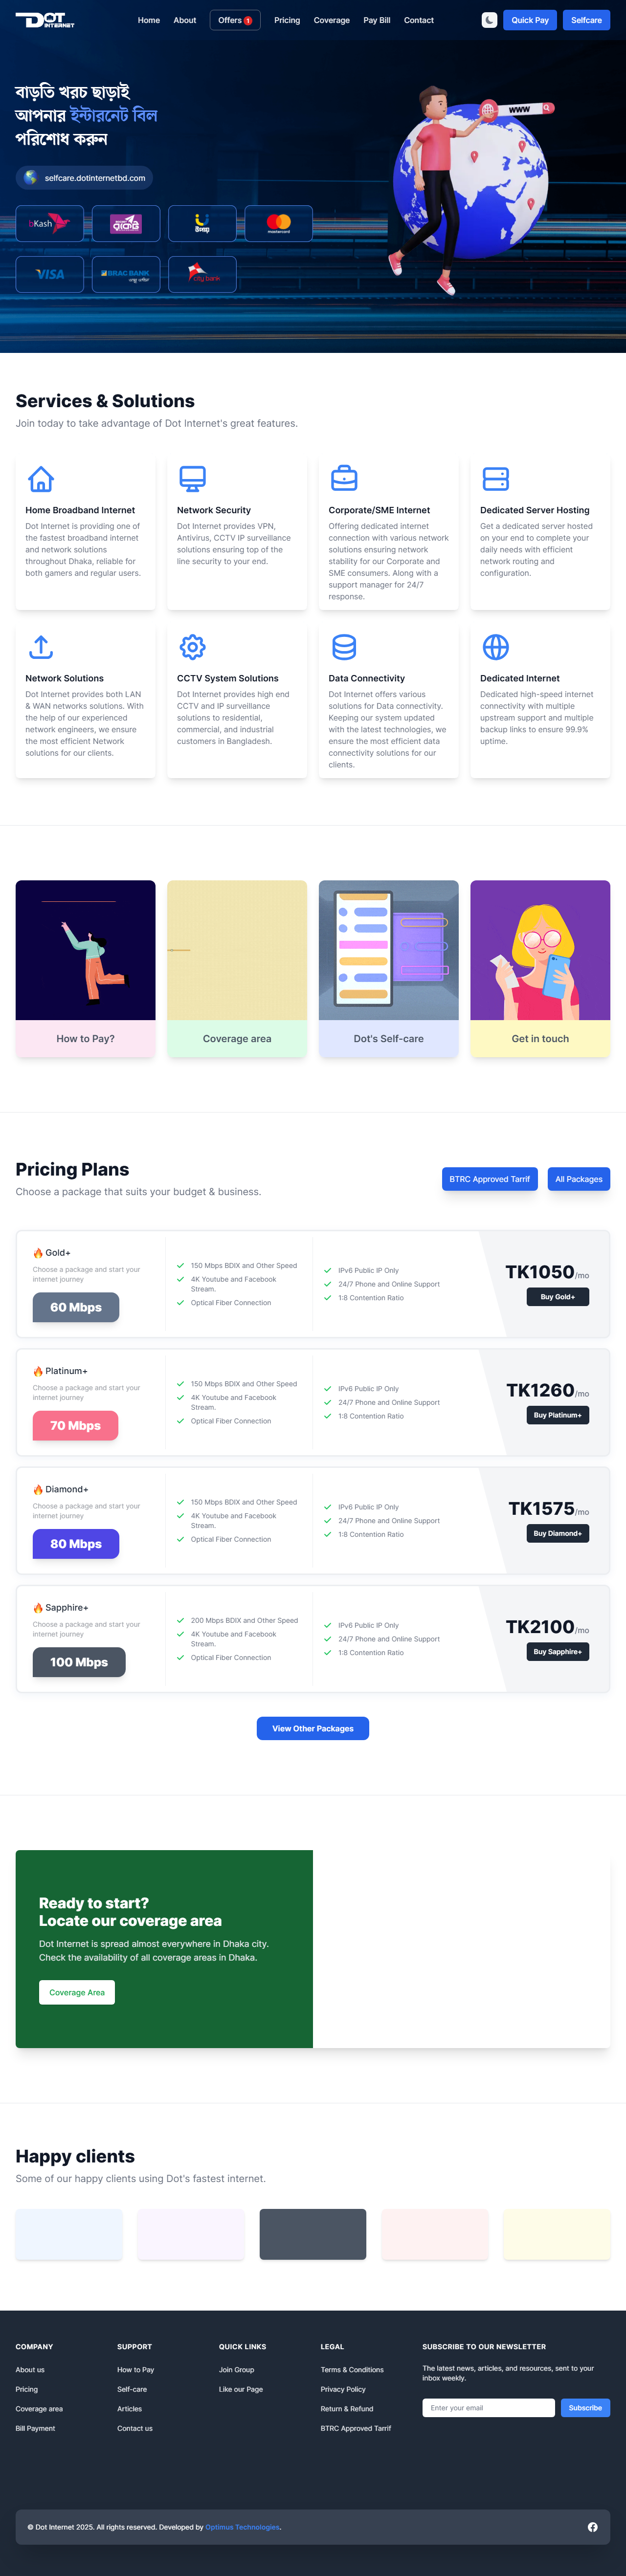 DOT
INTERNET
Home
About
Offers 1
Pricing
Coverage
Pay Bill
Contact
Quick Pay
Selfcare
বাড়তি খরচ ছাড়াই
আপনার ইন্টারনেট বিল
পরিশোধ করুন
selfcare.dotinternetbd.com
WWW
bKash
রকেট
উপায়
mastercard
VISA
BRAC BANK
city bank
Services & Solutions
Join today to take advantage of Dot Internet's great features.
Home Broadband Internet
Dot Internet is providing one of
the fastest broadband internet
and network solutions
throughout Dhaka, reliable for
both gamers and regular users.
Network Security
Dot Internet provides VPN,
Antivirus, CCTV IP surveillance
solutions ensuring top of the
line security to your end.
Corporate/SME Internet
Offering dedicated internet
connection with various network
solutions ensuring network
stability for our Corporate and
SME consumers. Along with a
support manager for 24/7
response.
Dedicated Server Hosting
Get a dedicated server hosted
on your end to complete your
daily needs with efficient
network routing and
configuration.
Network Solutions
Dot Internet provides both LAN
& WAN networks solutions. With
the help of our experienced
network engineers, we ensure
the most efficient Network
solutions for our clients.
CCTV System Solutions
Dot Internet provides high end
CCTV and IP surveillance
solutions to residential,
commercial, and industrial
customers in Bangladesh.
Data Connectivity
Dot Internet offers various
solutions for Data connectivity.
Keeping our system updated
with the latest technologies, we
ensure the most efficient data
connectivity solutions for our
clients.
Dedicated Internet
Dedicated high-speed internet
connectivity with multiple
upstream support and multiple
backup links to ensure 99.9%
uptime.
How to Pay?
Coverage area
Dot's Self-care
Get in touch
Pricing Plans
Choose a package that suits your budget & business.
BTRC Approved Tarrif
All Packages
Gold+
Choose a package and start your
internet journey
60 Mbps
150 Mbps BDIX and Other Speed
4K Youtube and Facebook
Stream.
Optical Fiber Connection
IPv6 Public IP Only
24/7 Phone and Online Support
1:8 Contention Ratio
TK1050/mo
Buy Gold+
Platinum+
Choose a package and start your
internet journey
70 Mbps
150 Mbps BDIX and Other Speed
4K Youtube and Facebook
Stream.
Optical Fiber Connection
IPv6 Public IP Only
24/7 Phone and Online Support
1:8 Contention Ratio
TK1260/mo
Buy Platinum+
Diamond+
Choose a package and start your
internet journey
80 Mbps
150 Mbps BDIX and Other Speed
4K Youtube and Facebook
Stream.
Optical Fiber Connection
IPv6 Public IP Only
24/7 Phone and Online Support
1:8 Contention Ratio
TK1575/mo
Buy Diamond+
Sapphire+
Choose a package and start your
internet journey
100 Mbps
200 Mbps BDIX and Other Speed
4K Youtube and Facebook
Stream.
Optical Fiber Connection
IPv6 Public IP Only
24/7 Phone and Online Support
1:8 Contention Ratio
TK2100/mo
Buy Sapphire+
View Other Packages
Ready to start?
Locate our coverage area
Dot Internet is spread almost everywhere in Dhaka city.
Check the availability of all coverage areas in Dhaka.
Coverage Area
Happy clients
Some of our happy clients using Dot's fastest internet.
COMPANY
About us
Pricing
Coverage area
Bill Payment
SUPPORT
How to Pay
Self-care
Articles
Contact us
QUICK LINKS
Join Group
Like our Page
LEGAL
Terms & Conditions
Privacy Policy
Return & Refund
BTRC Approved Tarrif
SUBSCRIBE TO OUR NEWSLETTER
The latest news, articles, and resources, sent to your
inbox weekly.
Enter your email
Subscribe
© Dot Internet 2025. All rights reserved. Developed by Optimus Technologies.